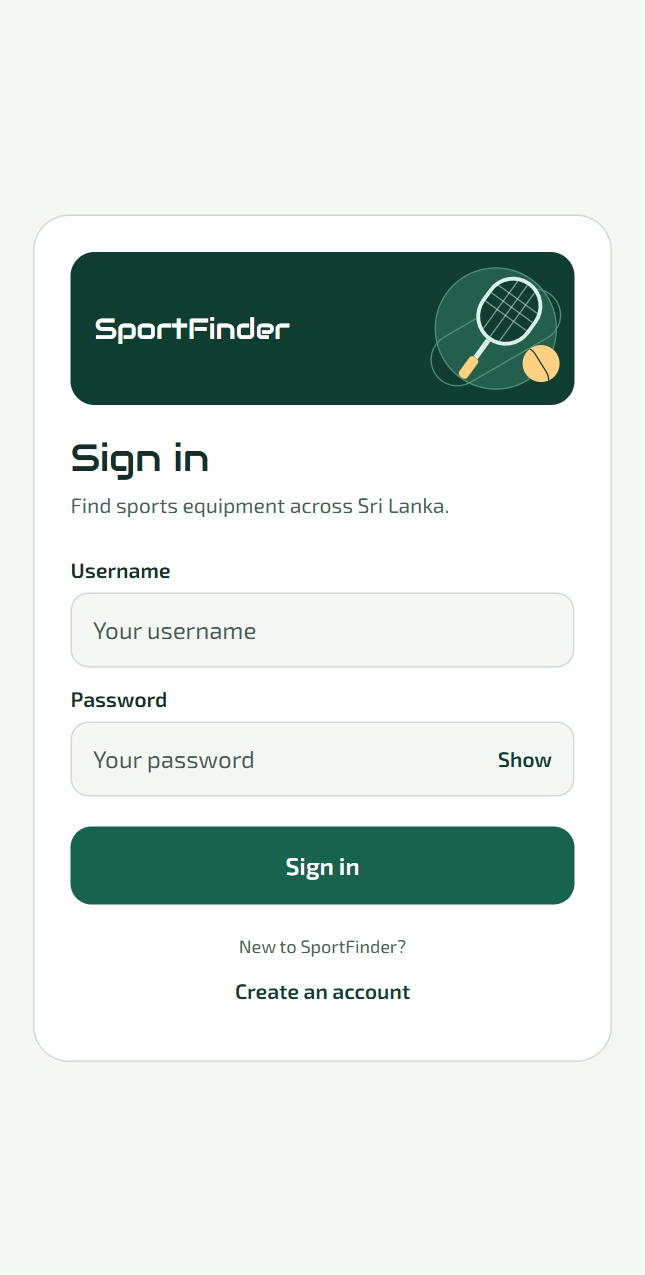 SportFinder
Sign in
Find sports equipment across Sri Lanka.
Username
Your username
Password
Your password
Show
Sign in
New to SportFinder?
Create an account